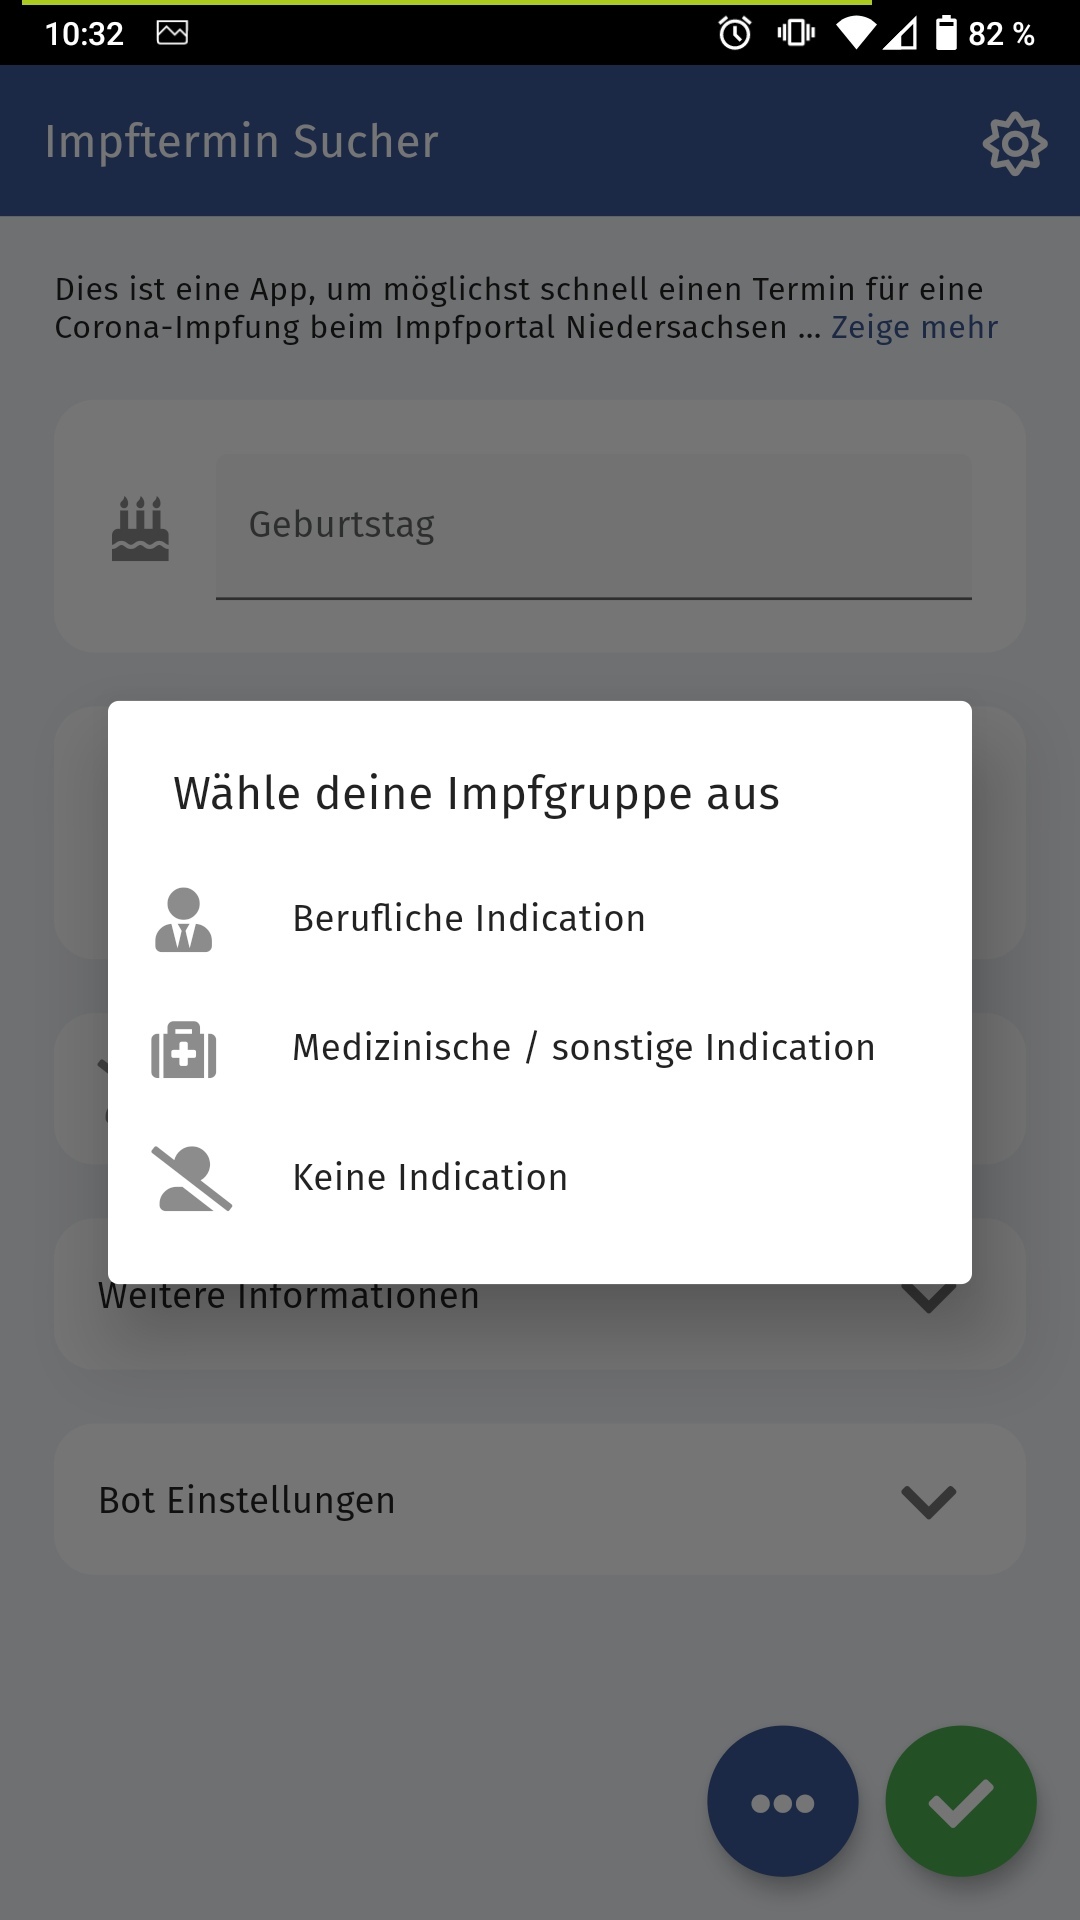 10:32
82 %
Impftermin Sucher
Dies ist eine App, um möglichst schnell einen Termin für eine
Corona-Impfung beim Impfportal Niedersachsen ... Zeige mehr
Geburtstag
Wähle deine Impfgruppe aus
Berufliche Indication
Medizinische / sonstige Indication
Keine Indication
Weitere Informationen
Bot Einstellungen